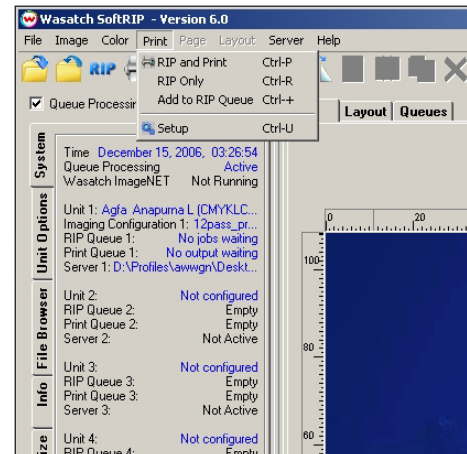 Wasatch SoftRIP - Version 6.0
File Image Color Print Page Layout Server Help
RIP
RIP and Print Ctrl-P
RIP Only Ctrl-R
Add to RIP Queue Ctrl-+
Setup Ctrl-U
Queue
Layout Queues
System
Unit Options
File Browser
Info
Time December 15, 2006, 03:26:54
Queue Processing Active
Wasatch ImageNET Not Running
Unit 1: Agfa Anapurna L (CMYKLC...
Imaging Configuration 1: 12pass_pr...
RIP Queue 1: No jobs waiting
Print Queue 1: No output waiting
Server 1: D:\Profiles\awwgn\Deskt...
Unit 2: Not configured
RIP Queue 2: Empty
Print Queue 2: Empty
Server 2: Not Active
Unit 3: Not configured
RIP Queue 3: Empty
Print Queue 3: Empty
Server 3: Not Active
Unit 4: Not configured
RIP Queue 4: Empty
0 20
100
80
60